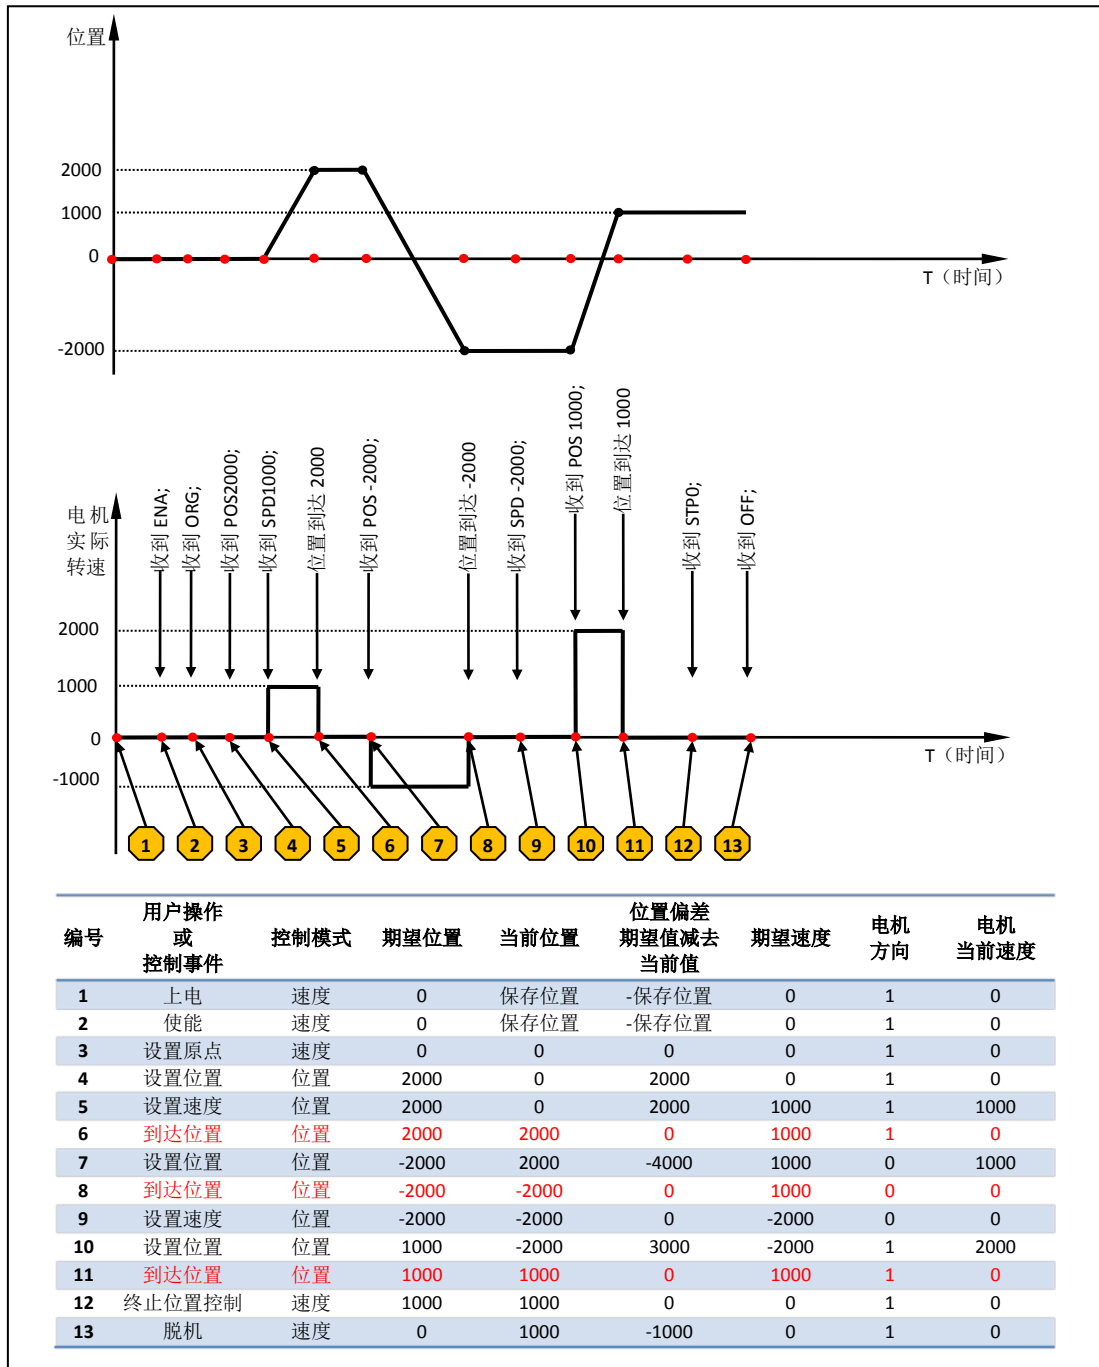 位置
2000
1000
0
T（时间）
-2000
收到 ENA;
收到 ORG;
收到 POS2000;
收到 SPD1000;
位置到达 2000
收到 POS -2000;
位置到达 -2000
收到 SPD -2000;
收到 POS 1000;
位置到达 1000
收到 STP0;
收到 OFF;
电机
实际
转速
2000
1000
0
T（时间）
-1000
1 2 3 4 5 6 7 8 9 10 11 12 13
编号 用户操作或控制事件 控制模式 期望位置 当前位置 位置偏差期望值减去当前值 期望速度 电机方向 电机当前速度
1 上电 速度 0 保存位置 -保存位置 0 1 0
2 使能 速度 0 保存位置 -保存位置 0 1 0
3 设置原点 速度 0 0 0 0 1 0
4 设置位置 位置 2000 0 2000 0 1 0
5 设置速度 位置 2000 0 2000 1000 1 1000
6 到达位置 位置 2000 2000 0 1000 1 0
7 设置位置 位置 -2000 2000 -4000 1000 0 1000
8 到达位置 位置 -2000 -2000 0 1000 0 0
9 设置速度 位置 -2000 -2000 0 -2000 0 0
10 设置位置 位置 1000 -2000 3000 -2000 1 2000
11 到达位置 位置 1000 1000 0 1000 1 0
12 终止位置控制 速度 1000 1000 0 0 1 0
13 脱机 速度 0 1000 -1000 0 1 0